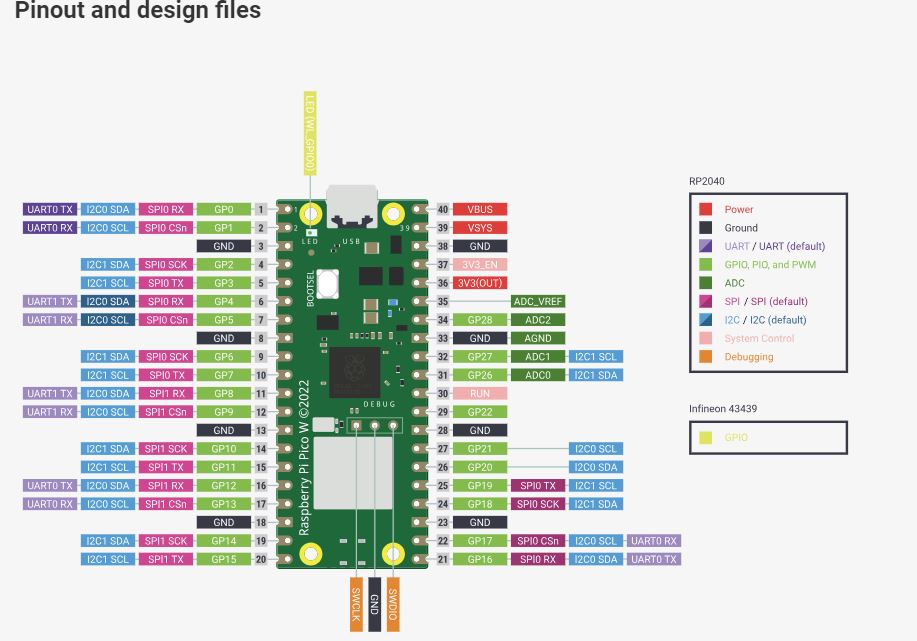 Pinout and design files
LED (WL_GPIO0)
UART0 TX I2C0 SDA SPI0 RX GP0 1
UART0 RX I2C0 SCL SPI0 CSn GP1 2
GND 3
I2C1 SDA SPI0 SCK GP2 4
I2C1 SCL SPI0 TX GP3 5
UART1 TX I2C0 SDA SPI0 RX GP4 6
UART1 RX I2C0 SCL SPI0 CSn GP5 7
GND 8
I2C1 SDA SPI0 SCK GP6 9
I2C1 SCL SPI0 TX GP7 10
UART1 TX I2C0 SDA SPI1 RX GP8 11
UART1 RX I2C0 SCL SPI1 CSn GP9 12
GND 13
I2C1 SDA SPI1 SCK GP10 14
I2C1 SCL SPI1 TX GP11 15
UART0 TX I2C0 SDA SPI1 RX GP12 16
UART0 RX I2C0 SCL SPI1 CSn GP13 17
GND 18
I2C1 SDA SPI1 SCK GP14 19
I2C1 SCL SPI1 TX GP15 20
1
2
39
LED
USB
BOOTSEL
DEBUG
Raspberry Pi Pico W ©2022
40 VBUS
39 VSYS
38 GND
37 3V3_EN
36 3V3(OUT)
35 ADC_VREF
34 GP28 ADC2
33 GND AGND
32 GP27 ADC1 I2C1 SCL
31 GP26 ADC0 I2C1 SDA
30 RUN
29 GP22
28 GND
27 GP21 I2C0 SCL
26 GP20 I2C0 SDA
25 GP19 SPI0 TX I2C1 SCL
24 GP18 SPI0 SCK I2C1 SDA
23 GND
22 GP17 SPI0 CSn I2C0 SCL UART0 RX
21 GP16 SPI0 RX I2C0 SDA UART0 TX
SWCLK
GND
SWDIO
RP2040
Power
Ground
UART / UART (default)
GPIO, PIO, and PWM
ADC
SPI / SPI (default)
I2C / I2C (default)
System Control
Debugging
Infineon 43439
GPIO